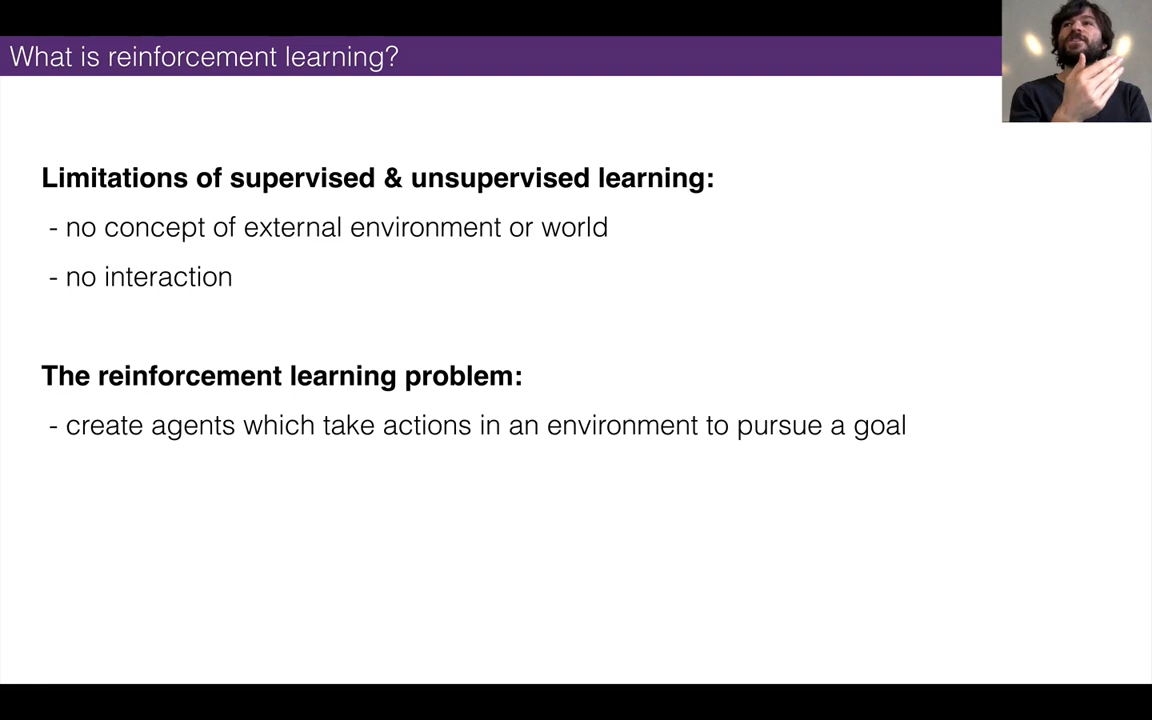 What is reinforcement learning?
Limitations of supervised & unsupervised learning:
- no concept of external environment or world
- no interaction
The reinforcement learning problem:
- create agents which take actions in an environment to pursue a goal